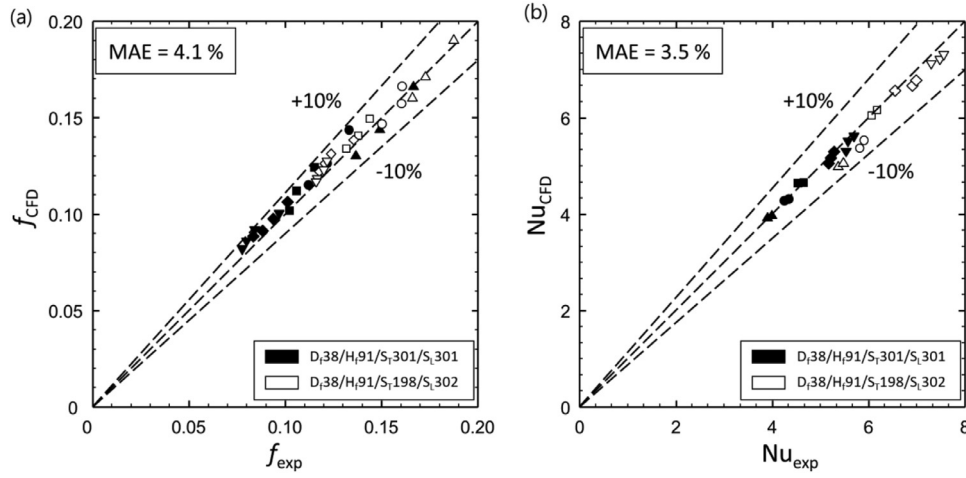 (a)
0.20
0.15
0.10
0.05
0
MAE = 4.1 %
+10%
-10%
D_f38/H_f91/S_T301/S_L301
D_f38/H_f91/S_T198/S_L302
0 0.05 0.10 0.15 0.20
f_exp
f_CFD
(b)
8
6
4
2
0
MAE = 3.5 %
+10%
-10%
D_f38/H_f91/S_T301/S_L301
D_f38/H_f91/S_T198/S_L302
0 2 4 6 8
Nu_exp
Nu_CFD